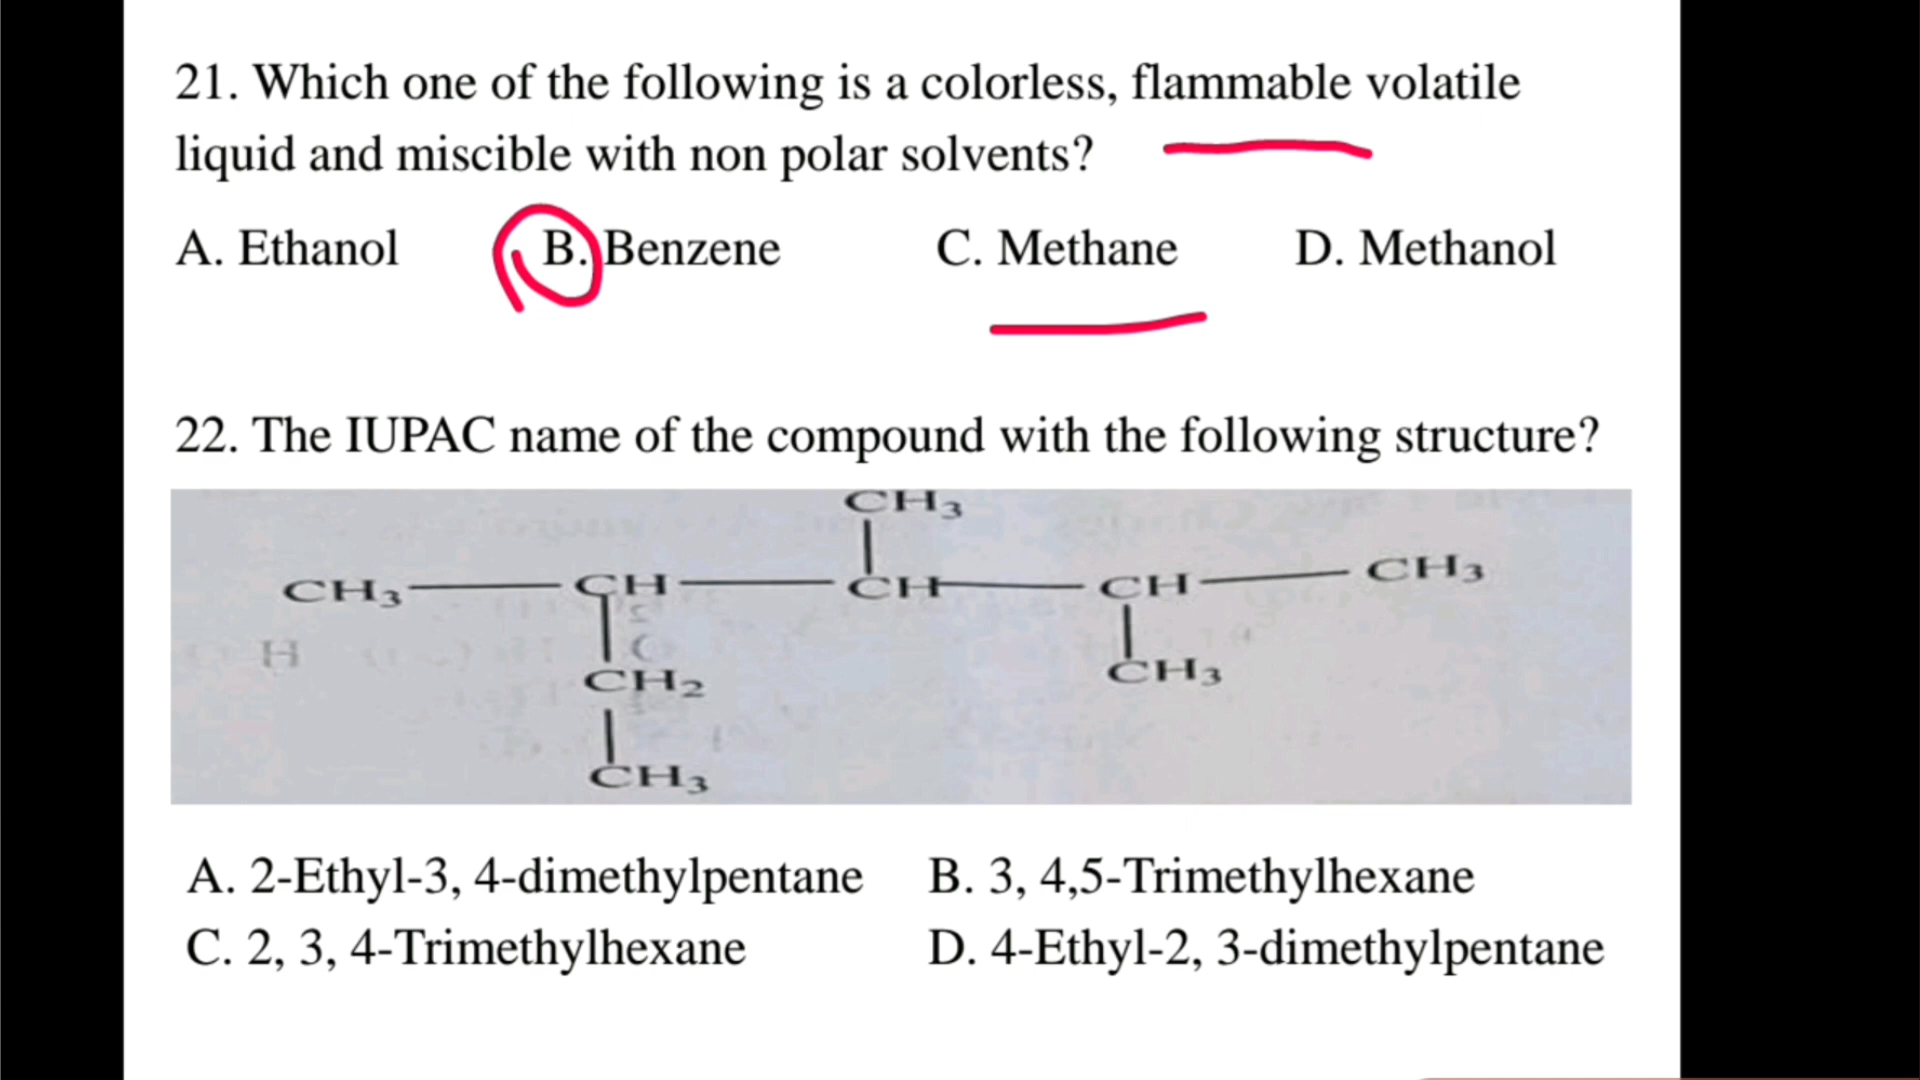 21. Which one of the following is a colorless, flammable volatile
liquid and miscible with non polar solvents?
A. Ethanol B. Benzene C. Methane D. Methanol
22. The IUPAC name of the compound with the following structure?
CH3
CH3 CH CH CH CH3
H
CH2 CH3
CH3
A. 2-Ethyl-3, 4-dimethylpentane B. 3, 4,5-Trimethylhexane
C. 2, 3, 4-Trimethylhexane D. 4-Ethyl-2, 3-dimethylpentane